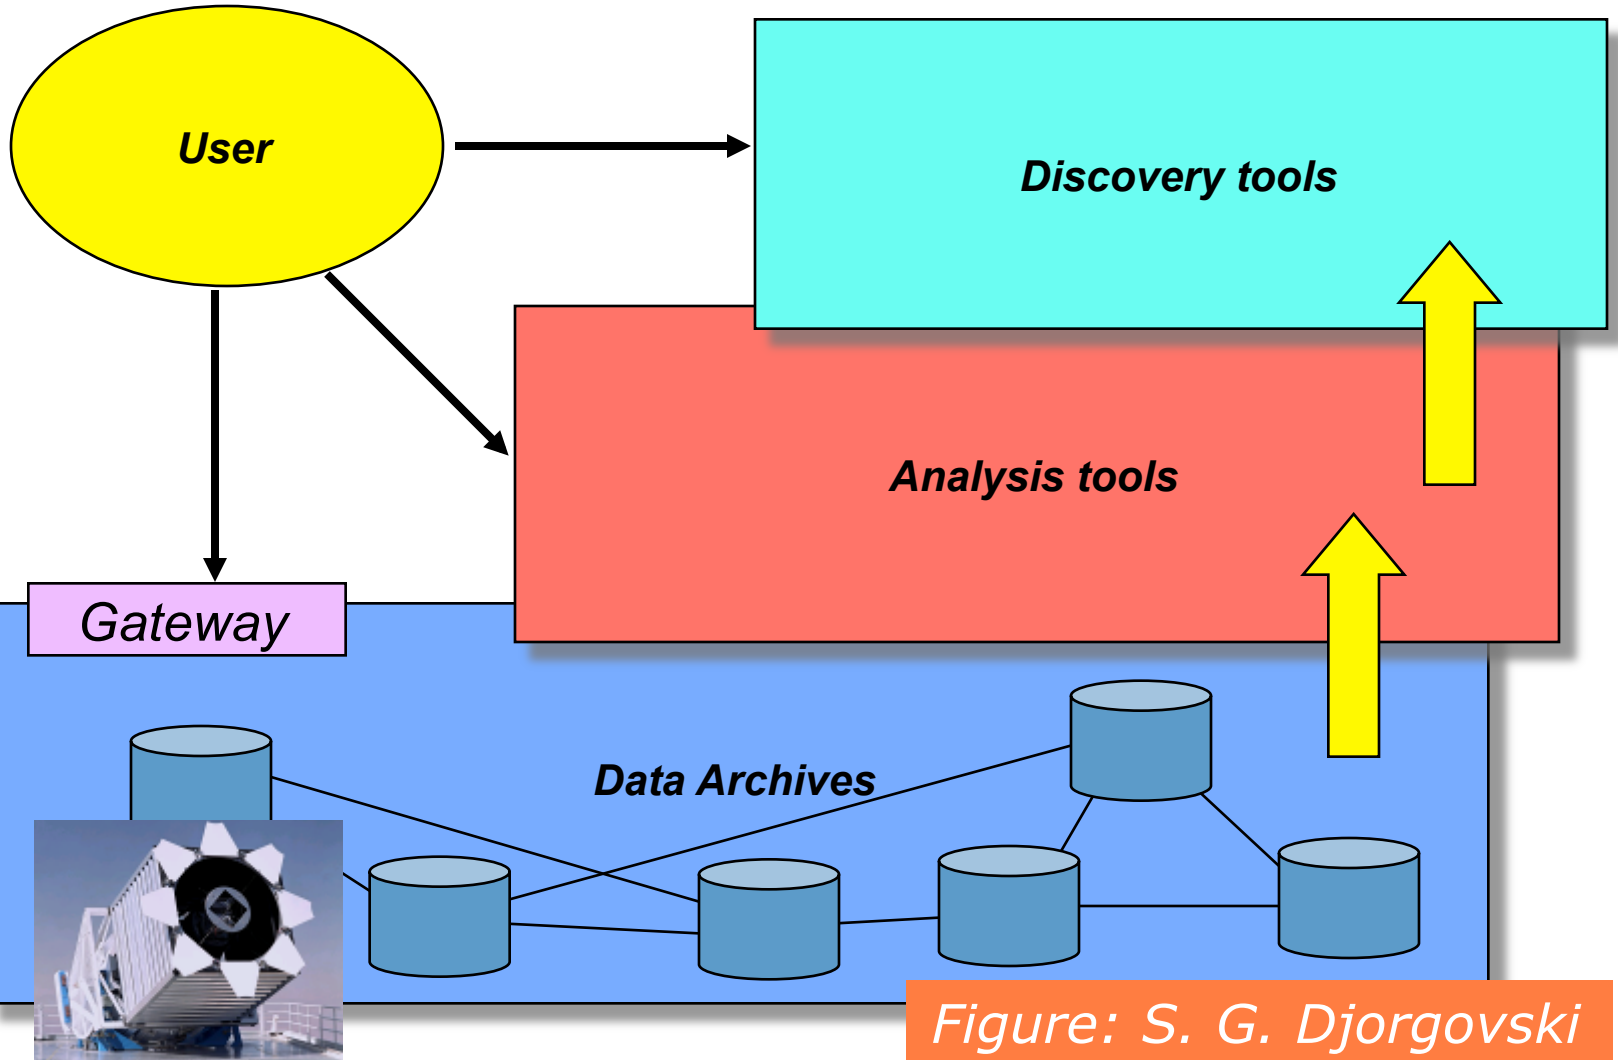 User
Discovery tools
Analysis tools
Gateway
Data Archives
Figure: S. G. Djorgovski